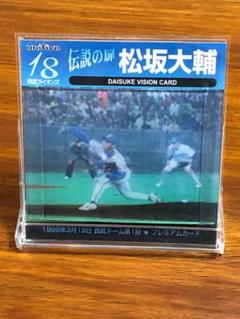 unifive
18 伝説の扉 松坂大輔
西武ライオンズ DAISUKE VISION CARD
1999年3月19日 西武ドーム第1段 ★ プレミアムカード